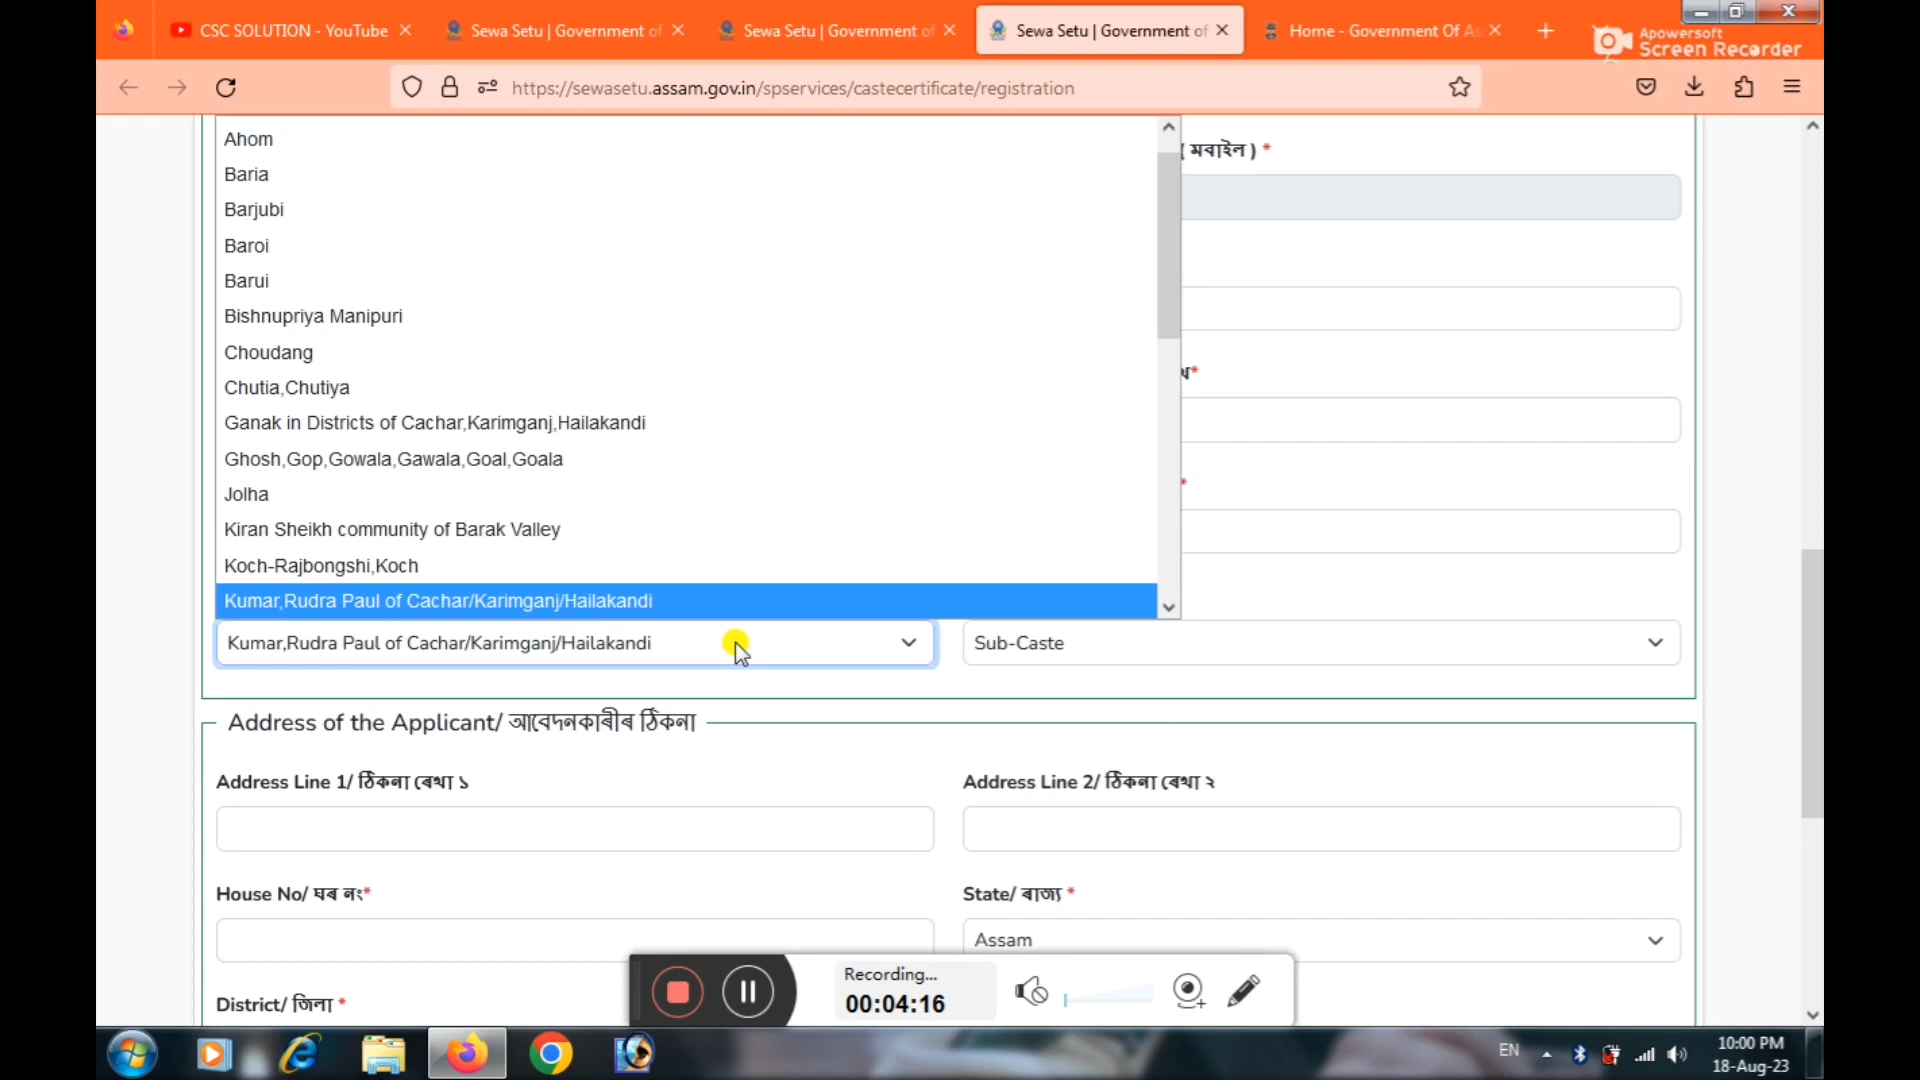 CSC SOLUTION - YouTube
Sewa Setu | Government of
Sewa Setu | Government of
Sewa Setu | Government of
Home - Government Of As
Apowersoft
Screen Recorder
https://sewasetu.assam.gov.in/spservices/castecertificate/registration
Ahom
Baria
Barjubi
Baroi
Barui
Bishnupriya Manipuri
Choudang
Chutia,Chutiya
Ganak in Districts of Cachar,Karimganj,Hailakandi
Ghosh,Gop,Gowala,Gawala,Goal,Goala
Jolha
Kiran Sheikh community of Barak Valley
Koch-Rajbongshi,Koch
Kumar,Rudra Paul of Cachar/Karimganj/Hailakandi
( মবাইল ) *
*
*
Kumar,Rudra Paul of Cachar/Karimganj/Hailakandi
Sub-Caste
Address of the Applicant/ আবেদনকাৰীৰ ঠিকনা
Address Line 1/ ঠিকনা ৰেখা ১
Address Line 2/ ঠিকনা ৰেখা ২
House No/ ঘৰ নং*
State/ ৰাজ্য *
Assam
District/ জিলা *
Recording...
00:04:16
EN
10:00 PM
18-Aug-23